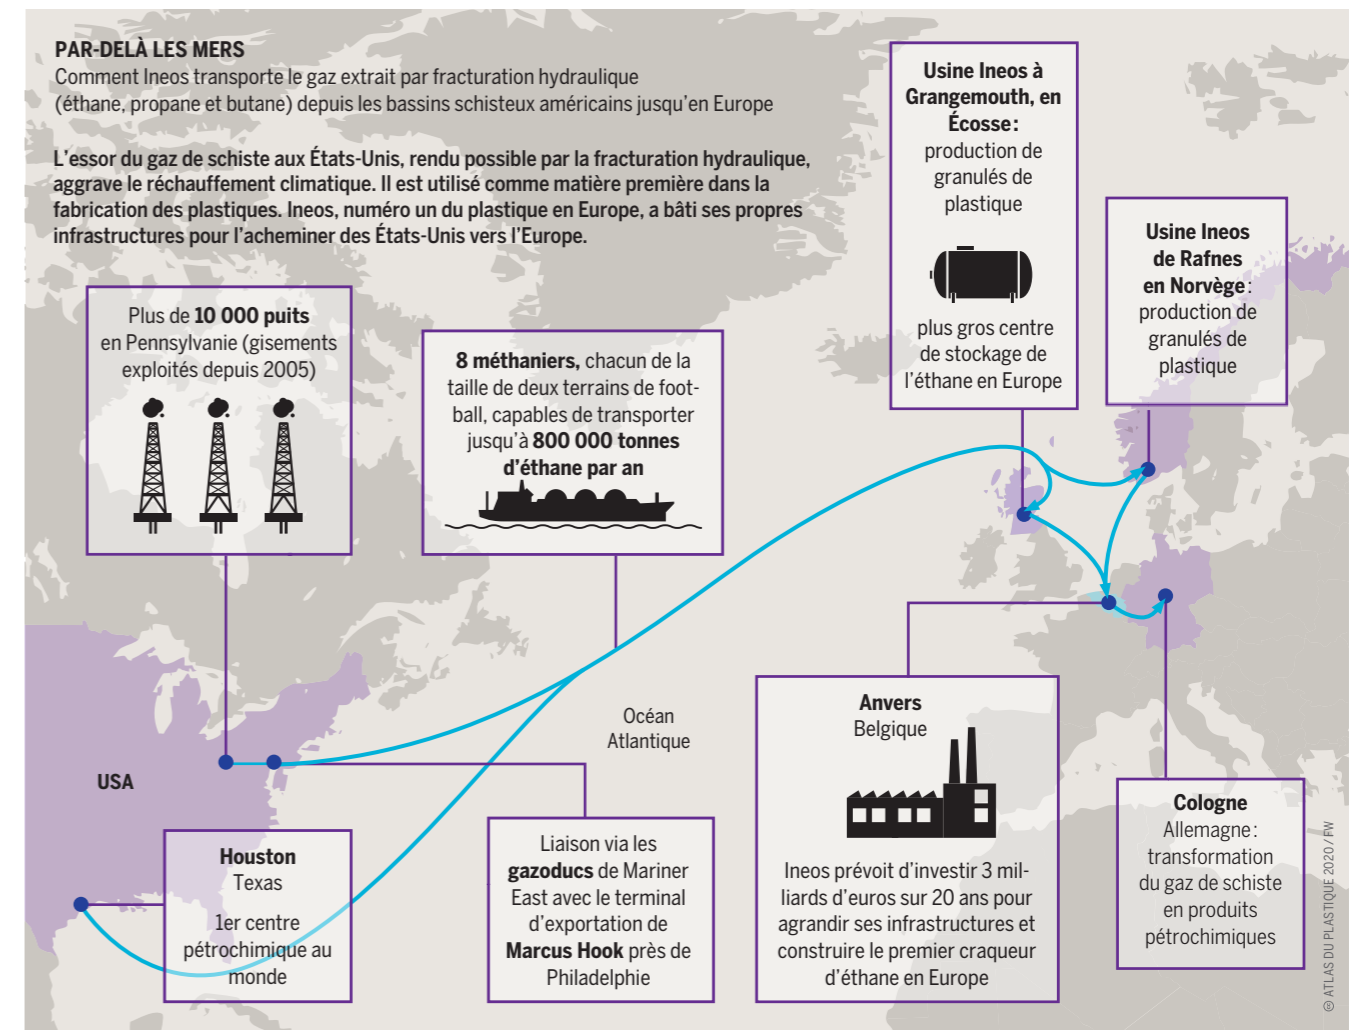 PAR-DELÀ LES MERS
Comment Ineos transporte le gaz extrait par fracturation hydraulique
(éthane, propane et butane) depuis les bassins schisteux américains jusqu'en Europe
L'essor du gaz de schiste aux États-Unis, rendu possible par la fracturation hydraulique,
aggrave le réchauffement climatique. Il est utilisé comme matière première dans la
fabrication des plastiques. Ineos, numéro un du plastique en Europe, a bâti ses propres
infrastructures pour l'acheminer des États-Unis vers l'Europe.
Plus de 10 000 puits
en Pennsylvanie (gisements
exploités depuis 2005)
8 méthaniers, chacun de la
taille de deux terrains de foot-
ball, capables de transporter
jusqu'à 800 000 tonnes
d'éthane par an
Usine Ineos à
Grangemouth, en
Écosse:
production de
granulés de
plastique
plus gros centre
de stockage de
l'éthane en Europe
Usine Ineos
de Rafnes
en Norvège:
production de
granulés de
plastique
Océan
Atlantique
USA
Houston
Texas
1er centre
pétrochimique au
monde
Liaison via les
gazoducs de Mariner
East avec le terminal
d'exportation de
Marcus Hook près de
Philadelphie
Anvers
Belgique
Ineos prévoit d'investir 3 mil-
liards d'euros sur 20 ans pour
agrandir ses infrastructures et
construire le premier craqueur
d'éthane en Europe
Cologne
Allemagne:
transformation
du gaz de schiste
en produits
pétrochimiques
🄯 ATLAS DU PLASTIQUE 2020 / FW